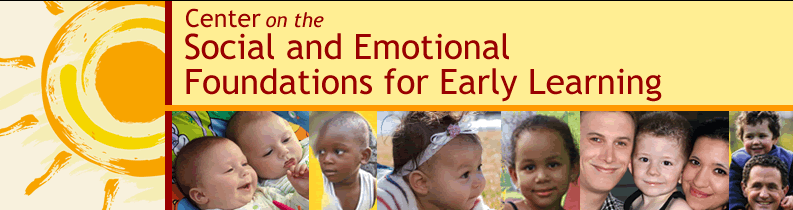 Center on the
Social and Emotional
Foundations for Early Learning